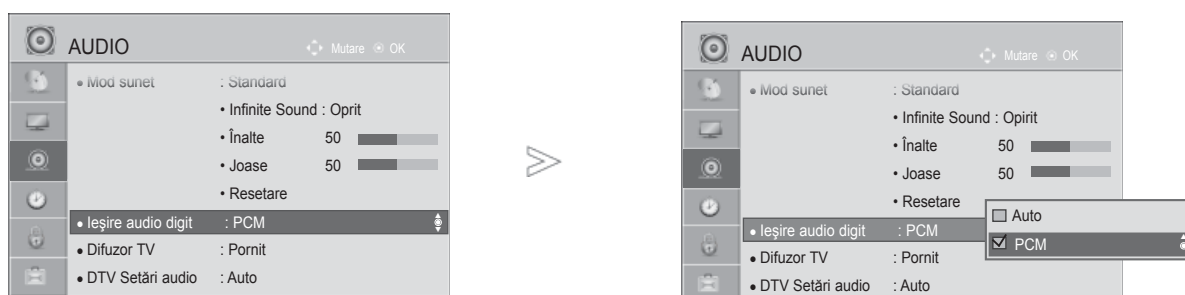 AUDIO Mutare OK
• Mod sunet : Standard
• Infinite Sound : Oprit
• Înalte 50
• Joase 50
• Resetare
• Ieşire audio digit : PCM
• Difuzor TV : Pornit
• DTV Setări audio : Auto
AUDIO Mutare OK
• Mod sunet : Standard
• Infinite Sound : Opirit
• Înalte 50
• Joase 50
• Resetare
• Ieşire audio digit : PCM
• Difuzor TV : Pornit
• DTV Setări audio : Auto
Auto
PCM